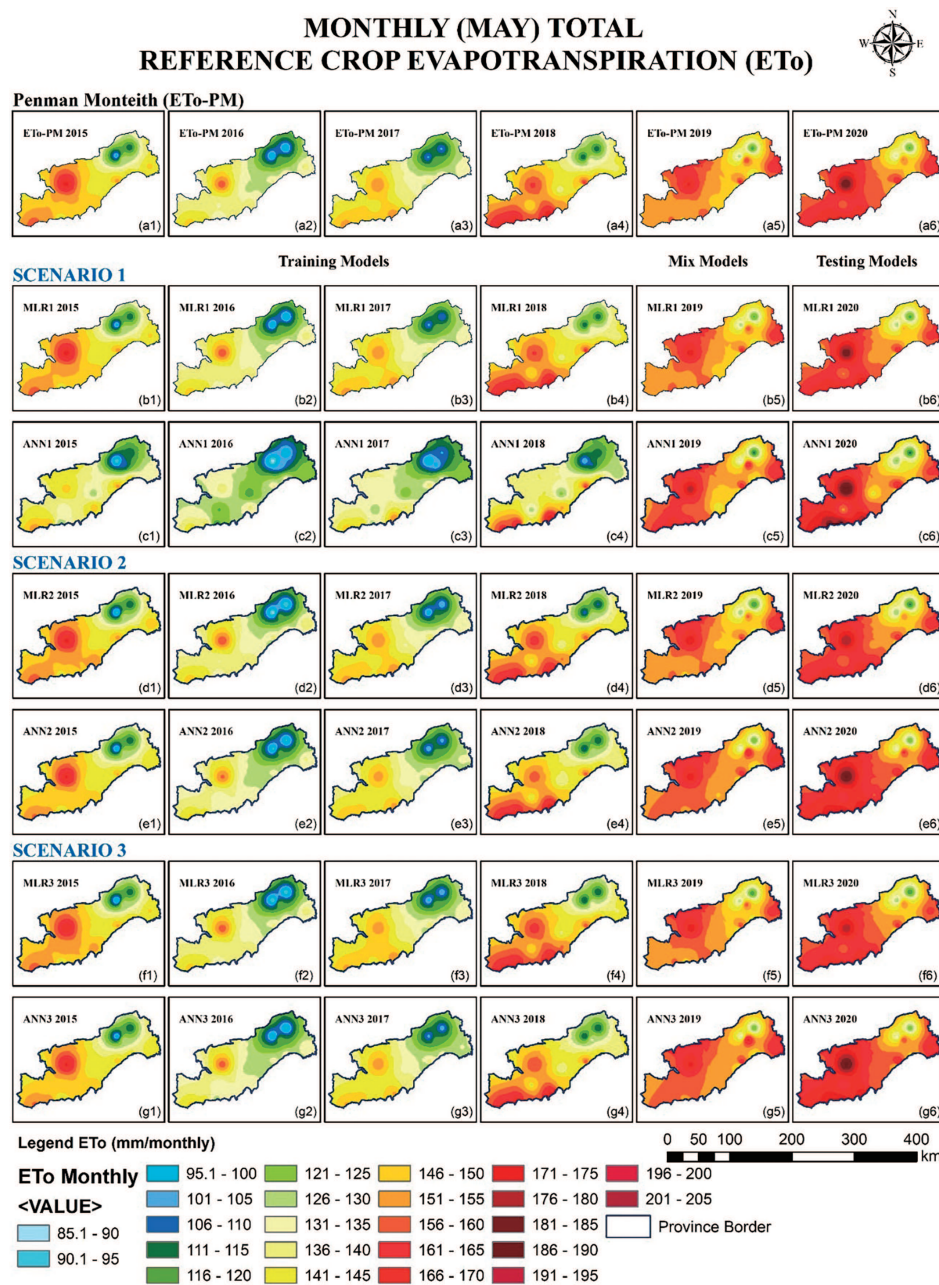 MONTHLY (MAY) TOTAL
REFERENCE CROP EVAPOTRANSPIRATION (ETo)
N
W E
S
Penman Monteith (ETo-PM)
ETo-PM 2015 ETo-PM 2016 ETo-PM 2017 ETo-PM 2018 ETo-PM 2019 ETo-PM 2020
(a1) (a2) (a3) (a4) (a5) (a6)
Training Models Mix Models Testing Models
SCENARIO 1
MLR1 2015 MLR1 2016 MLR1 2017 MLR1 2018 MLR1 2019 MLR1 2020
(b1) (b2) (b3) (b4) (b5) (b6)
ANN1 2015 ANN1 2016 ANN1 2017 ANN1 2018 ANN1 2019 ANN1 2020
(c1) (c2) (c3) (c4) (c5) (c6)
SCENARIO 2
MLR2 2015 MLR2 2016 MLR2 2017 MLR2 2018 MLR2 2019 MLR2 2020
(d1) (d2) (d3) (d4) (d5) (d6)
ANN2 2015 ANN2 2016 ANN2 2017 ANN2 2018 ANN2 2019 ANN2 2020
(e1) (e2) (e3) (e4) (e5) (e6)
SCENARIO 3
MLR3 2015 MLR3 2016 MLR3 2017 MLR3 2018 MLR3 2019 MLR3 2020
(f1) (f2) (f3) (f4) (f5) (f6)
ANN3 2015 ANN3 2016 ANN3 2017 ANN3 2018 ANN3 2019 ANN3 2020
(g1) (g2) (g3) (g4) (g5) (g6)
Legend ETo (mm/monthly)
0 50 100 200 300 400
km
ETo Monthly
<VALUE>
85.1 - 90
90.1 - 95
95.1 - 100
101 - 105
106 - 110
111 - 115
116 - 120
121 - 125
126 - 130
131 - 135
136 - 140
141 - 145
146 - 150
151 - 155
156 - 160
161 - 165
166 - 170
171 - 175
176 - 180
181 - 185
186 - 190
191 - 195
196 - 200
201 - 205
Province Border